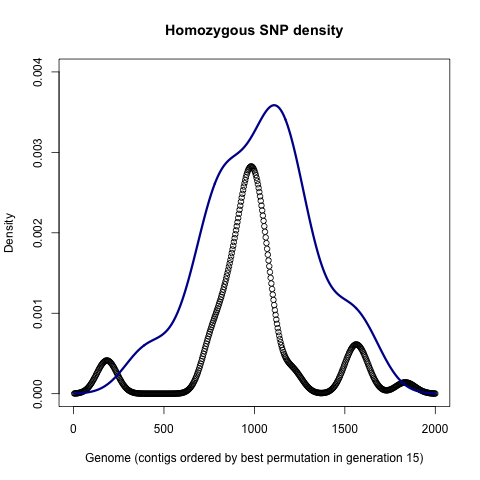 Homozygous SNP density
Density
0.004
0.003
0.002
0.001
0.000
0 500 1000 1500 2000
Genome (contigs ordered by best permutation in generation 15)